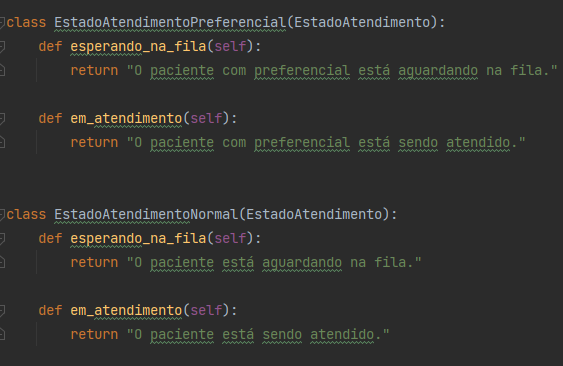 class EstadoAtendimentoPreferencial(EstadoAtendimento):
    def esperando_na_fila(self):
        return "O paciente com preferencial está aguardando na fila."
    def em_atendimento(self):
        return "O paciente com preferencial está sendo atendido."
class EstadoAtendimentoNormal(EstadoAtendimento):
    def esperando_na_fila(self):
        return "O paciente está aguardando na fila."
    def em_atendimento(self):
        return "O paciente está sendo atendido."